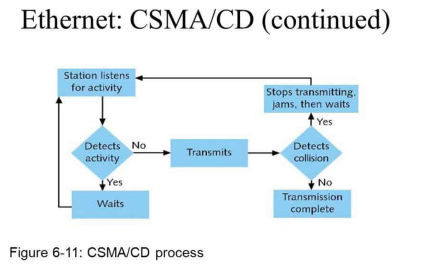 Ethernet: CSMA/CD (continued)
Station listens
for activity
Stops transmitting,
jams, then waits
Yes
Detects
activity
No
Transmits
Detects
collision
Yes
No
Waits
Transmission
complete
Figure 6-11: CSMA/CD process